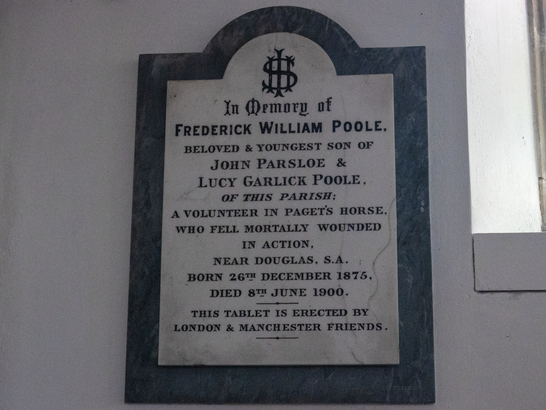 IHS
In Memory of
FREDERICK WILLIAM POOLE,
BELOVED & YOUNGEST SON OF
JOHN PARSLOE &
LUCY GARLICK POOLE,
OF THIS PARISH;
A VOLUNTEER IN PAGET'S HORSE,
WHO FELL MORTALLY WOUNDED
IN ACTION,
NEAR DOUGLAS, S.A.
BORN 26TH DECEMBER 1875,
DIED 8TH JUNE 1900.
THIS TABLET IS ERECTED BY
LONDON & MANCHESTER FRIENDS.